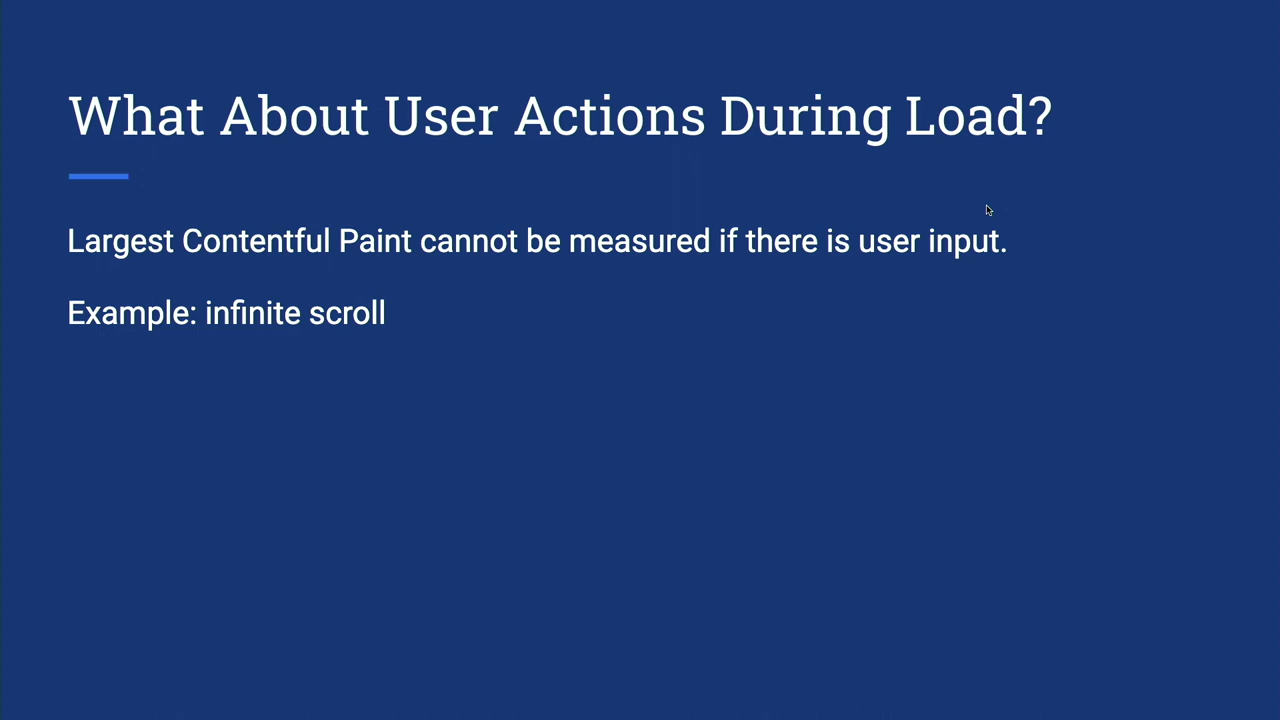 What About User Actions During Load?
Largest Contentful Paint cannot be measured if there is user input.
Example: infinite scroll